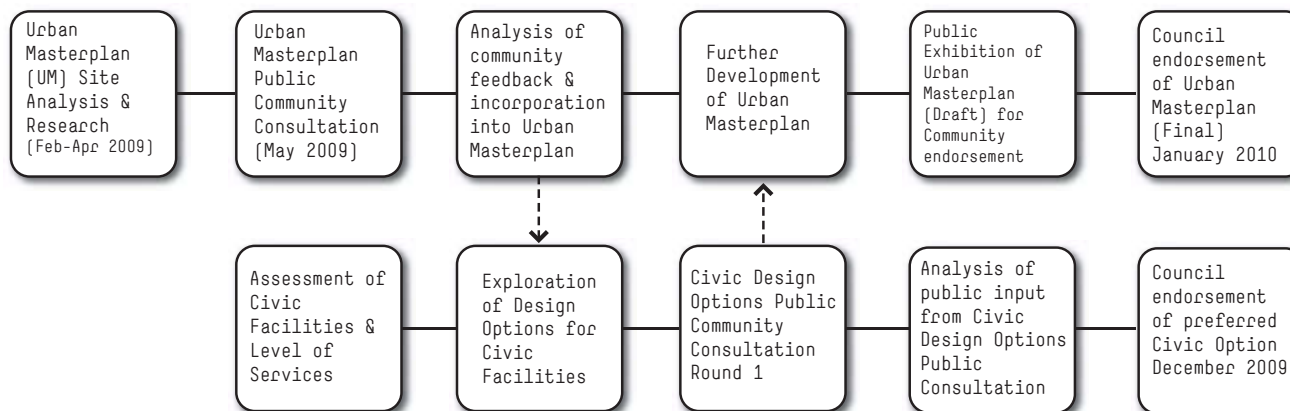 Urban
Masterplan
(UM) Site
Analysis &
Research
(Feb-Apr 2009)
Urban
Masterplan
Public
Community
Consultation
(May 2009)
Analysis of
community
feedback &
incorporation
into Urban
Masterplan
Further
Development
of Urban
Masterplan
Public
Exhibition of
Urban
Masterplan
(Draft) for
Community
endorsement
Council
endorsement
of Urban
Masterplan
(Final)
January 2010
Assessment of
Civic
Facilities &
Level of
Services
Exploration
of Design
Options for
Civic
Facilities
Civic Design
Options Public
Community
Consultation
Round 1
Analysis of
public input
from Civic
Design Options
Public
Consultation
Council
endorsement
of preferred
Civic Option
December 2009